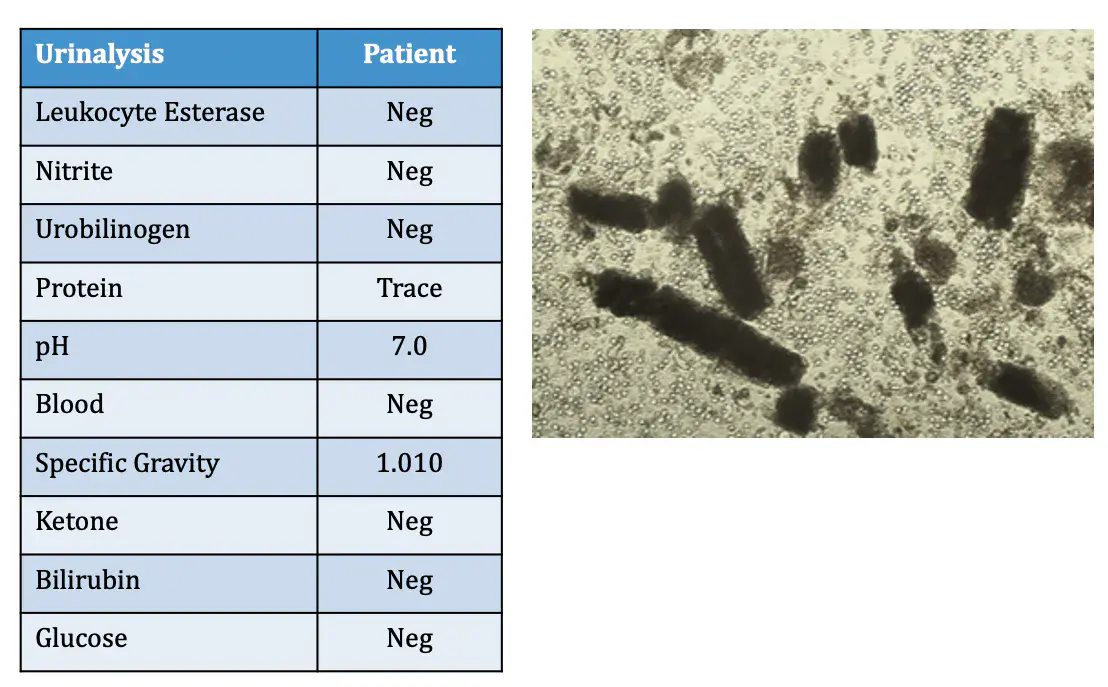 Urinalysis Patient
Leukocyte Esterase Neg
Nitrite Neg
Urobilinogen Neg
Protein Trace
pH 7.0
Blood Neg
Specific Gravity 1.010
Ketone Neg
Bilirubin Neg
Glucose Neg